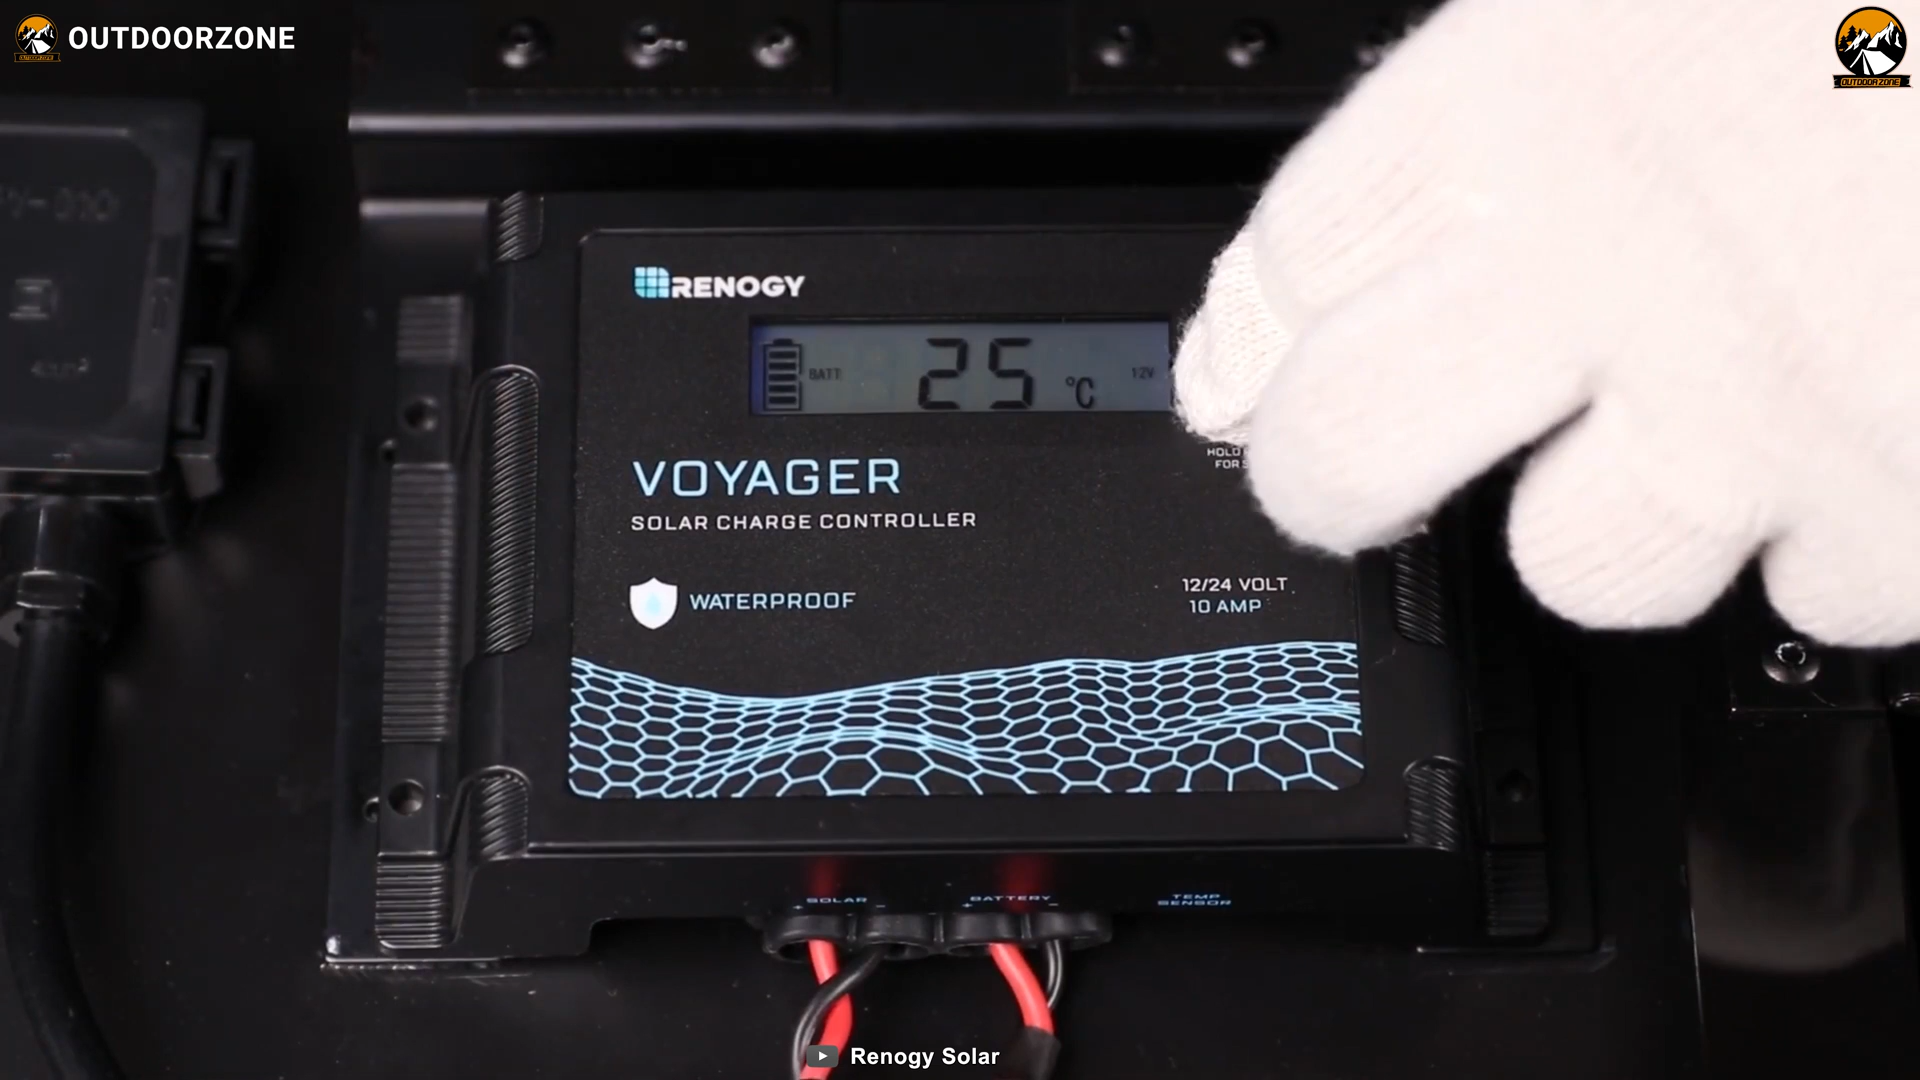 OUTDOORZONE
OUTDOORZONE
RENOGY
BATT
25 °C
12V
HOLD
FOR
VOYAGER
SOLAR CHARGE CONTROLLER
WATERPROOF
12/24 VOLT
10 AMP
+ SOLAR -
+ BATTERY -
TEMP
SENSOR
Renogy Solar